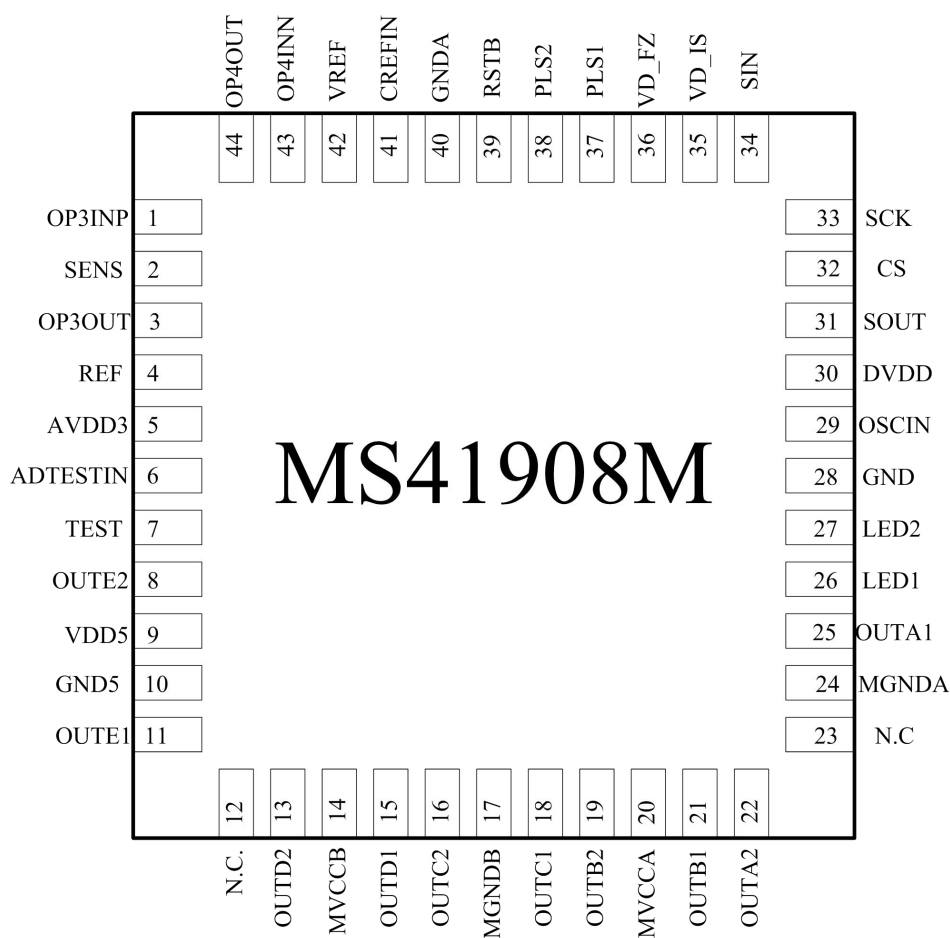 OP4OUT
OP4INN
VREF
CREFIN
GNDA
RSTB
PLS2
PLS1
VD_FZ
VD_IS
SIN
44
43
42
41
40
39
38
37
36
35
34
OP3INP 1
SENS 2
OP3OUT 3
REF 4
AVDD3 5
ADTESTIN 6
TEST 7
OUTE2 8
VDD5 9
GND5 10
OUTE1 11
MS41908M
33 SCK
32 CS
31 SOUT
30 DVDD
29 OSCIN
28 GND
27 LED2
26 LED1
25 OUTA1
24 MGNDA
23 N.C
12
13
14
15
16
17
18
19
20
21
22
N.C.
OUTD2
MVCCB
OUTD1
OUTC2
MGNDB
OUTC1
OUTB2
MVCCA
OUTB1
OUTA2